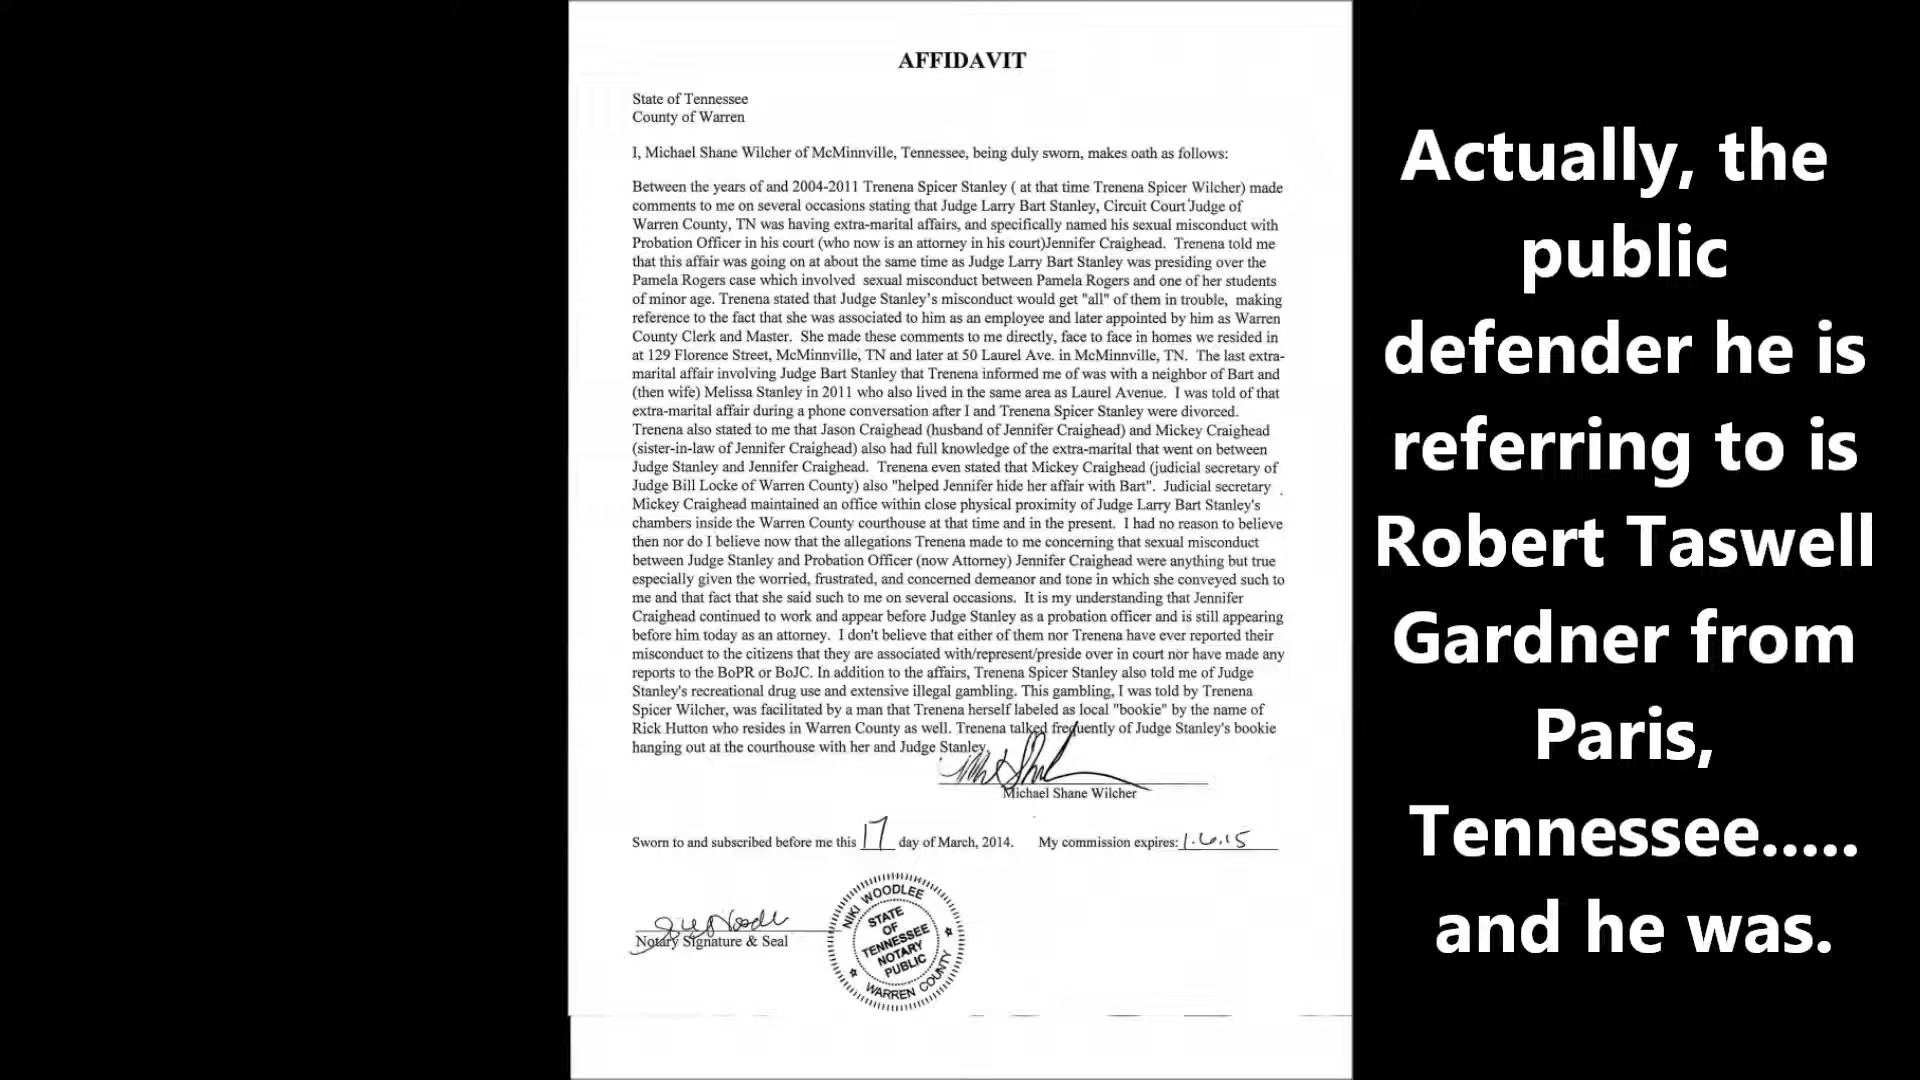 AFFIDAVIT
State of Tennessee
County of Warren
I, Michael Shane Wilcher of McMinnville, Tennessee, being duly sworn, makes oath as follows:
Between the years of and 2004-2011 Trenena Spicer Stanley ( at that time Trenena Spicer Wilcher) made
comments to me on several occasions stating that Judge Larry Bart Stanley, Circuit Court Judge of
Warren County, TN was having extra-marital affairs, and specifically named his sexual misconduct with
Probation Officer in his court (who now is an attorney in his court)Jennifer Craighead. Trenena told me
that this affair was going on at about the same time as Judge Larry Bart Stanley was presiding over the
Pamela Rogers case which involved sexual misconduct between Pamela Rogers and one of her students
of minor age. Trenena stated that Judge Stanley's misconduct would get "all" of them in trouble, making
reference to the fact that she was associated to him as an employee and later appointed by him as Warren
County Clerk and Master. She made these comments to me directly, face to face in homes we resided in
at 129 Florence Street, McMinnville, TN and later at 50 Laurel Ave. in McMinnville, TN. The last extra-
marital affair involving Judge Bart Stanley that Trenena informed me of was with a neighbor of Bart and
(then wife) Melissa Stanley in 2011 who also lived in the same area as Laurel Avenue. I was told of that
extra-marital affair during a phone conversation after I and Trenena Spicer Stanley were divorced.
Trenena also stated to me that Jason Craighead (husband of Jennifer Craighead) and Mickey Craighead
(sister-in-law of Jennifer Craighead) also had full knowledge of the extra-marital that went on between
Judge Stanley and Jennifer Craighead. Trenena even stated that Mickey Craighead (judicial secretary of
Judge Bill Locke of Warren County) also "helped Jennifer hide her affair with Bart". Judicial secretary
Mickey Craighead maintained an office within close physical proximity of Judge Larry Bart Stanley's
chambers inside the Warren County courthouse at that time and in the present. I had no reason to believe
then nor do I believe now that the allegations Trenena made to me concerning that sexual misconduct
between Judge Stanley and Probation Officer (now Attorney) Jennifer Craighead were anything but true
especially given the worried, frustrated, and concerned demeanor and tone in which she conveyed such to
me and that fact that she said such to me on several occasions. It is my understanding that Jennifer
Craighead continued to work and appear before Judge Stanley as a probation officer and is still appearing
before him today as an attorney. I don't believe that either of them nor Trenena have ever reported their
misconduct to the citizens that they are associated with/represent/preside over in court nor have made any
reports to the BoPR or BoJC. In addition to the affairs, Trenena Spicer Stanley also told me of Judge
Stanley's recreational drug use and extensive illegal gambling. This gambling, I was told by Trenena
Spicer Wilcher, was facilitated by a man that Trenena herself labeled as local "bookie" by the name of
Rick Hutton who resides in Warren County as well. Trenena talked frequently of Judge Stanley's bookie
hanging out at the courthouse with her and Judge Stanley.
Michael Shane Wilcher
Sworn to and subscribed before me this 17 day of March, 2014. My commission expires: 1.6.15
Notary Signature & Seal
NIKI WOODLEE
STATE
OF
TENNESSEE
NOTARY
PUBLIC
WARREN COUNTY
Actually, the
public
defender he is
referring to is
Robert Taswell
Gardner from
Paris,
Tennessee.....
and he was.